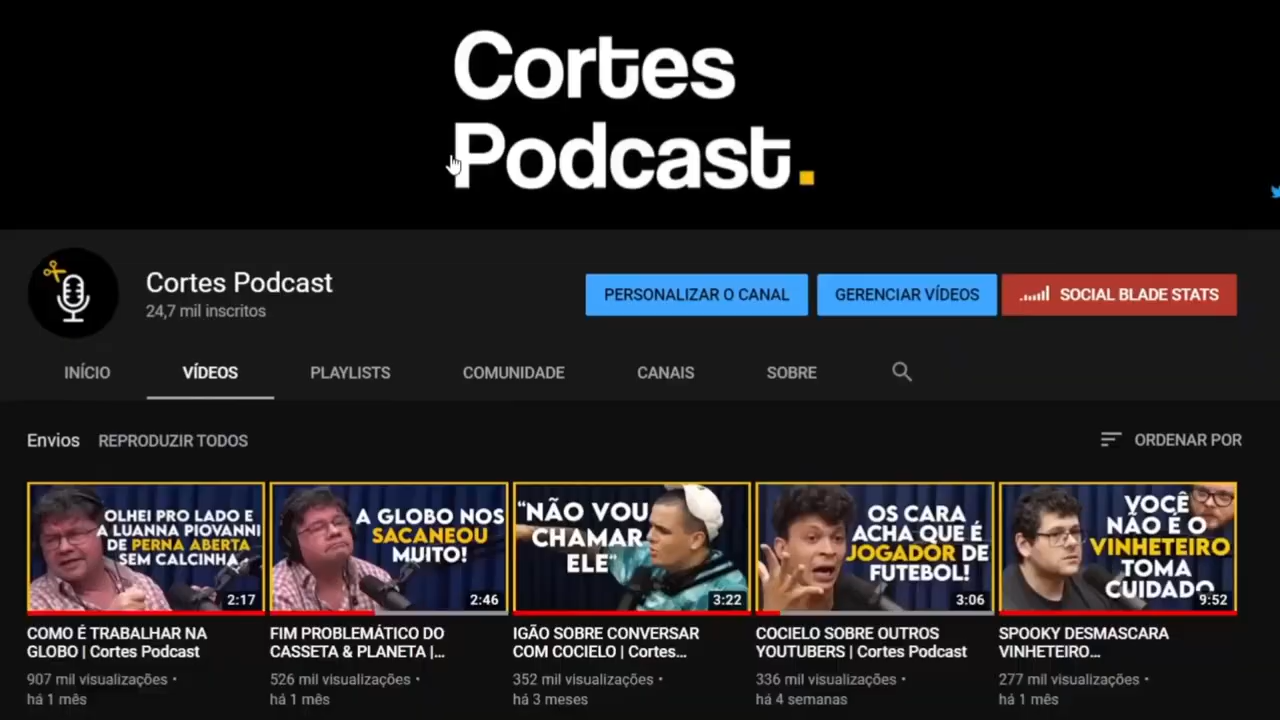 Cortes
Podcast.
Cortes Podcast
24,7 mil inscritos
PERSONALIZAR O CANAL
GERENCIAR VÍDEOS
SOCIAL BLADE STATS
INÍCIO
VÍDEOS
PLAYLISTS
COMUNIDADE
CANAIS
SOBRE
Envios
REPRODUZIR TODOS
ORDENAR POR
OLHEI PRO LADO E
A LUANNA PIOVANNI
DE PERNA ABERTA
SEM CALCINHA
2:17
A GLOBO NOS
SACANEOU
MUITO!
2:46
"NÃO VOU
CHAMAR
ELE"
3:22
OS CARA
ACHA QUE É
JOGADOR DE
FUTEBOL!
3:06
VOCÊ
NÃO É O
VINHETEIRO
TOMA
CUIDADO
9:52
COMO É TRABALHAR NA
GLOBO | Cortes Podcast
907 mil visualizações •
há 1 mês
FIM PROBLEMÁTICO DO
CASSETA & PLANETA |...
526 mil visualizações •
há 1 mês
IGÃO SOBRE CONVERSAR
COM COCIELO | Cortes...
352 mil visualizações •
há 3 meses
COCIELO SOBRE OUTROS
YOUTUBERS | Cortes Podcast
336 mil visualizações •
há 4 semanas
SPOOKY DESMASCARA
VINHETEIRO...
277 mil visualizações •
há 1 mês